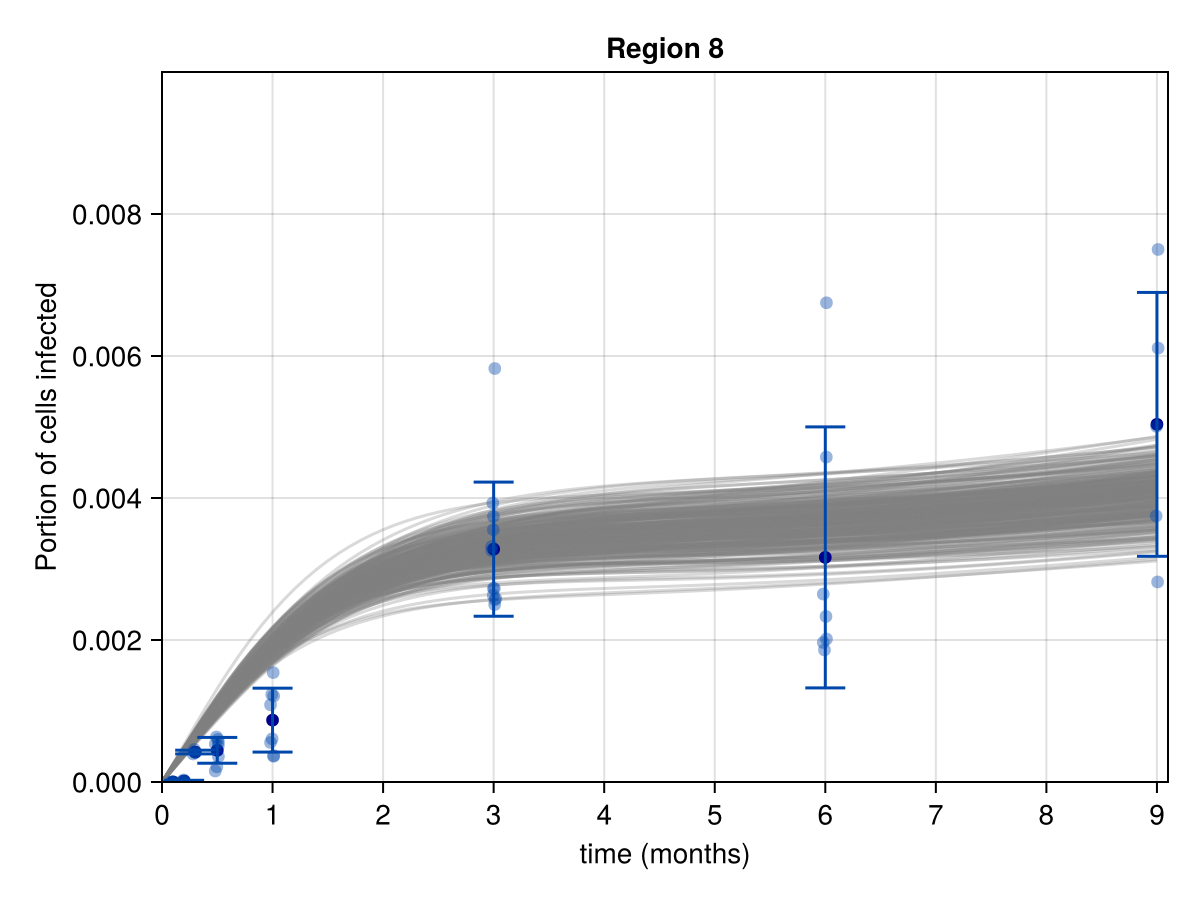 Region 8
Portion of cells infected
0.008
0.006
0.004
0.002
0.000
0 1 2 3 4 5 6 7 8 9
time (months)